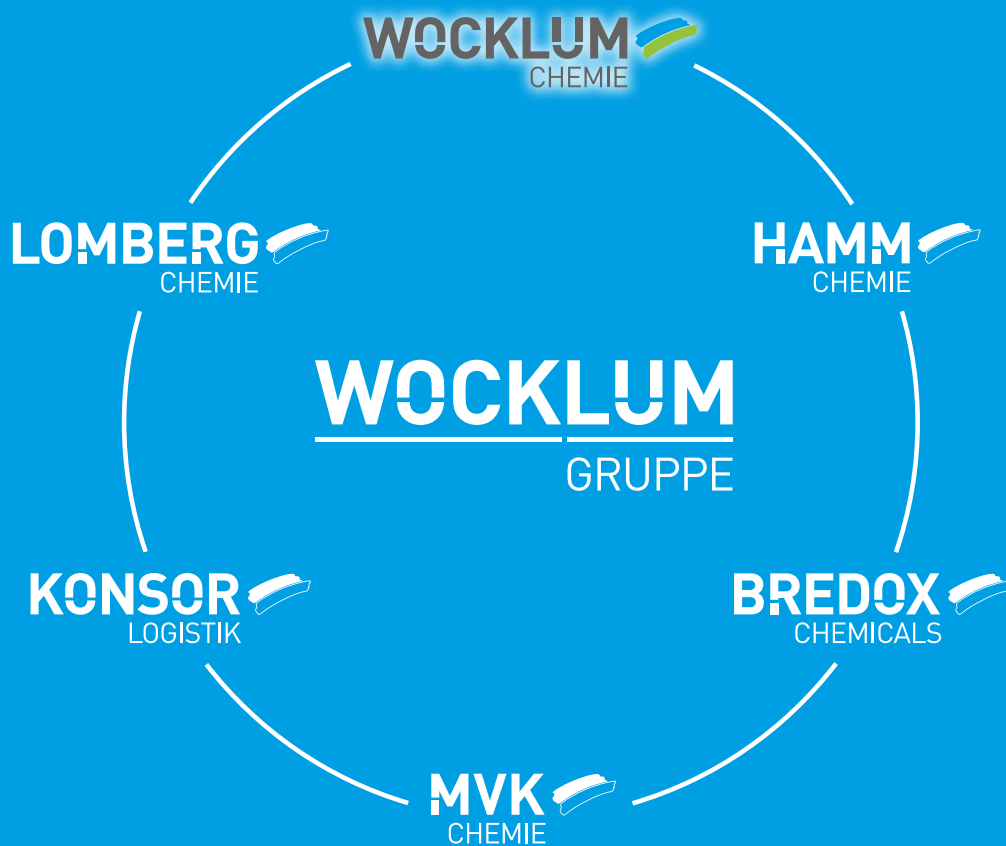 WOCKLUM
CHEMIE
LOMBERG
CHEMIE
HAMM
CHEMIE
WOCKLUM
GRUPPE
KONSOR
LOGISTIK
BREDOX
CHEMICALS
MVK
CHEMIE